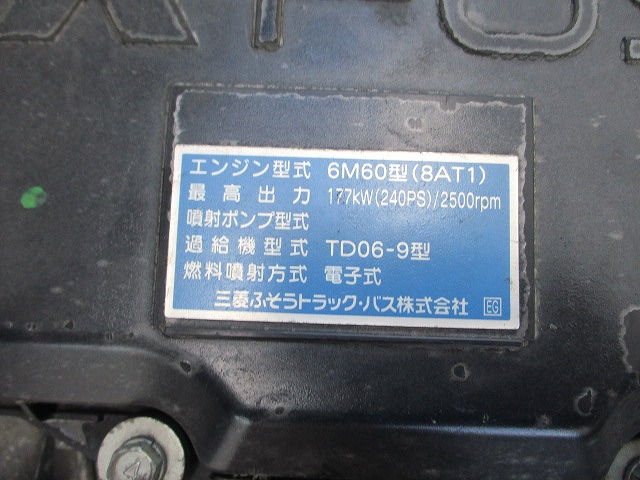 エンジン型式 6M60型(8AT1)
最高出力 177kW(240PS)/2500rpm
噴射ポンプ型式
過給機型式 TD06-9型
燃料噴射方式 電子式
三菱ふそうトラック・バス株式会社 EG
4